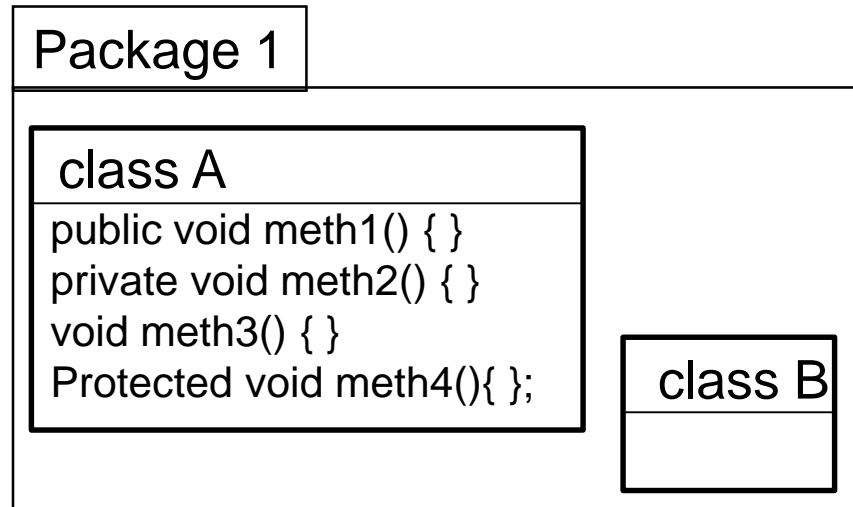 Package 1
class A
public void meth1() { }
private void meth2() { }
void meth3() { }
Protected void meth4(){ };
class B